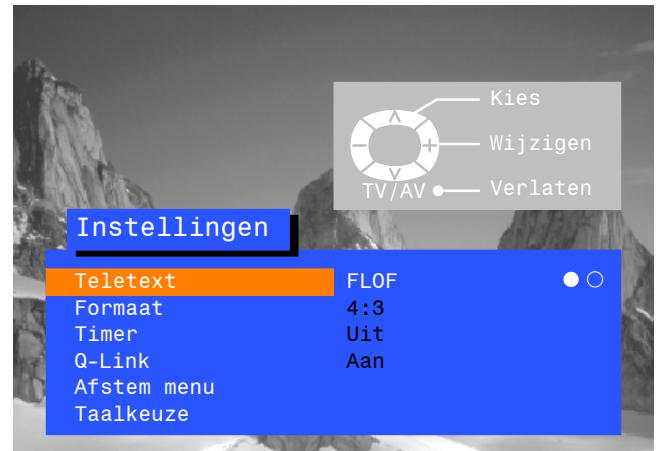 Kies
Wijzigen
TV/AV Verlaten
Instellingen
Teletext FLOF
Formaat 4:3
Timer Uit
Q-Link Aan
Afstem menu
Taalkeuze